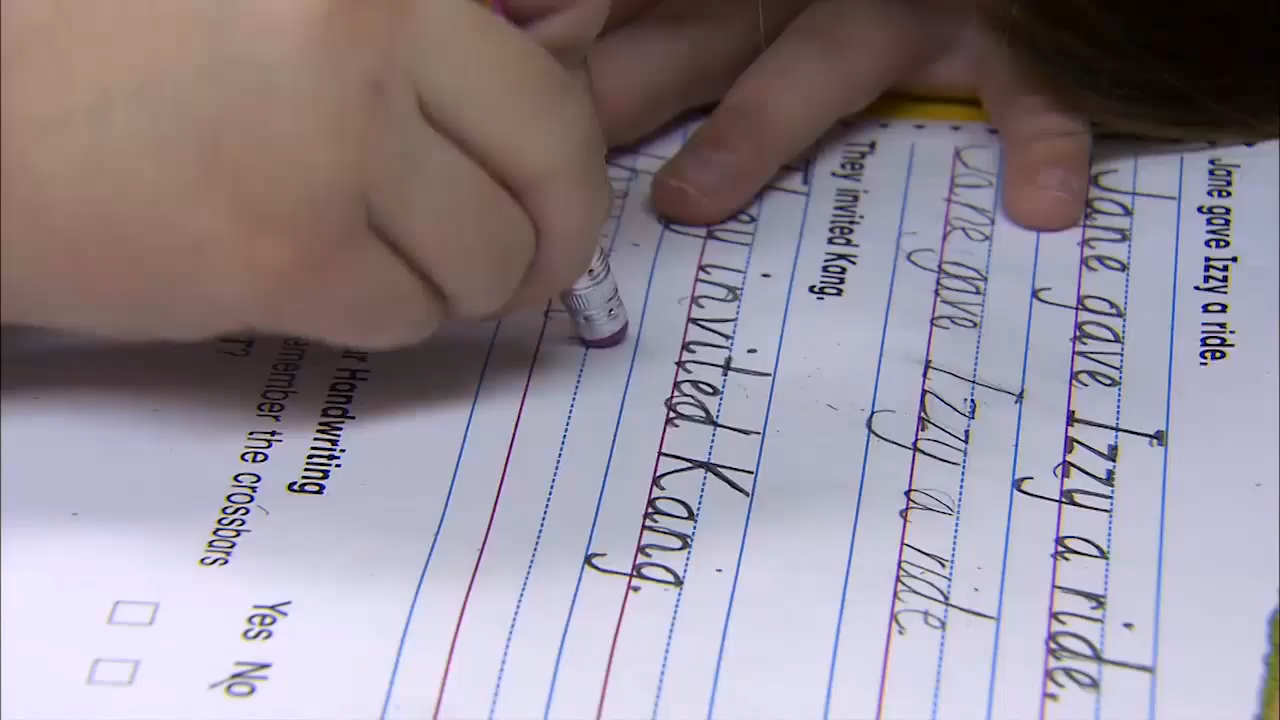 Jane gave Izzy a ride.
Jane gave Izzy a ride.
Jane gave Izzy a ride.
They invited Kang.
invited Kang.
Handwriting
the crossbars
Yes No